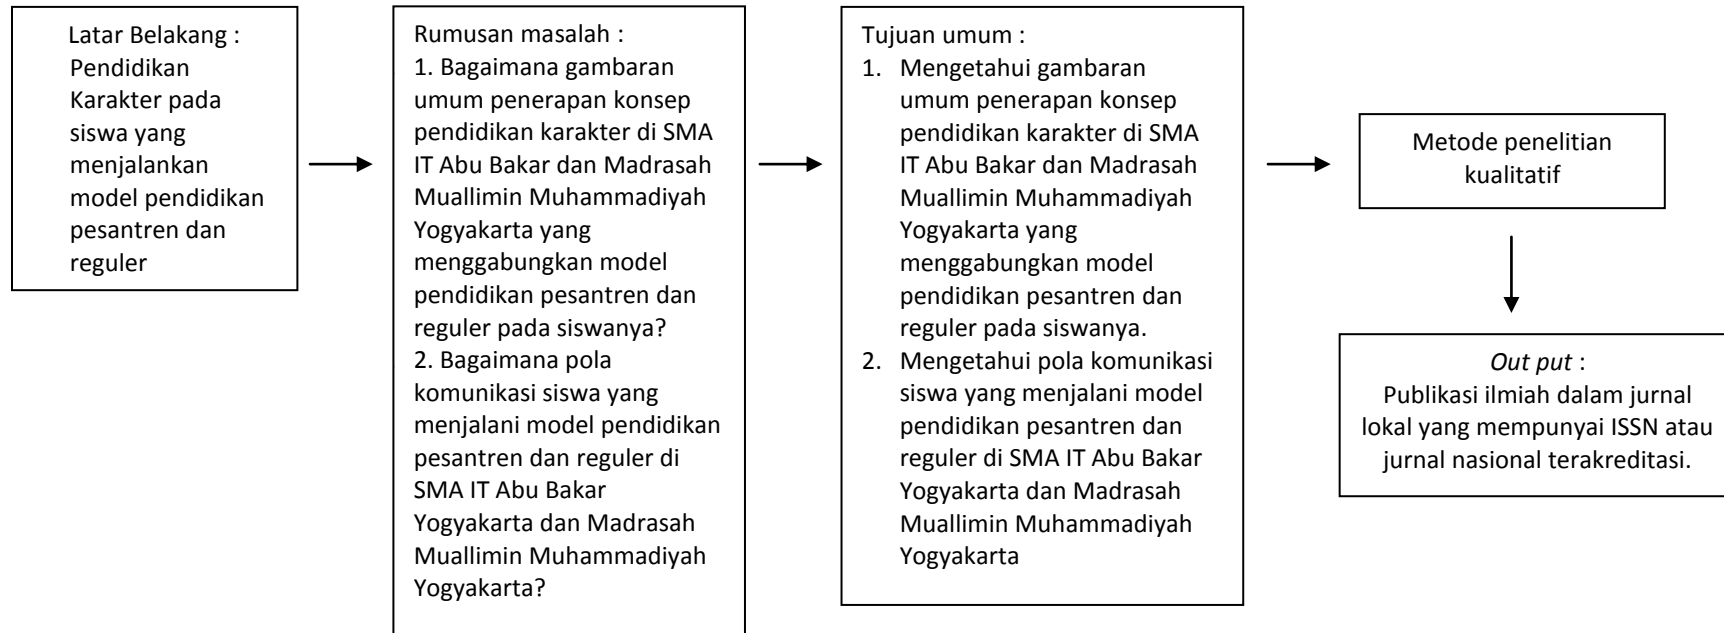 Latar Belakang :
Pendidikan
Karakter pada
siswa yang
menjalankan
model pendidikan
pesantren dan
reguler
Rumusan masalah :
1. Bagaimana gambaran
umum penerapan konsep
pendidikan karakter di SMA
IT Abu Bakar dan Madrasah
Muallimin Muhammadiyah
Yogyakarta yang
menggabungkan model
pendidikan pesantren dan
reguler pada siswanya?
2. Bagaimana pola
komunikasi siswa yang
menjalani model pendidikan
pesantren dan reguler di
SMA IT Abu Bakar
Yogyakarta dan Madrasah
Muallimin Muhammadiyah
Yogyakarta?
Tujuan umum :
1. Mengetahui gambaran
umum penerapan konsep
pendidikan karakter di SMA
IT Abu Bakar dan Madrasah
Muallimin Muhammadiyah
Yogyakarta yang
menggabungkan model
pendidikan pesantren dan
reguler pada siswanya.
2. Mengetahui pola komunikasi
siswa yang menjalani model
pendidikan pesantren dan
reguler di SMA IT Abu Bakar
Yogyakarta dan Madrasah
Muallimin Muhammadiyah
Yogyakarta
Metode penelitian
kualitatif
Out put :
Publikasi ilmiah dalam jurnal
lokal yang mempunyai ISSN atau
jurnal nasional terakreditasi.